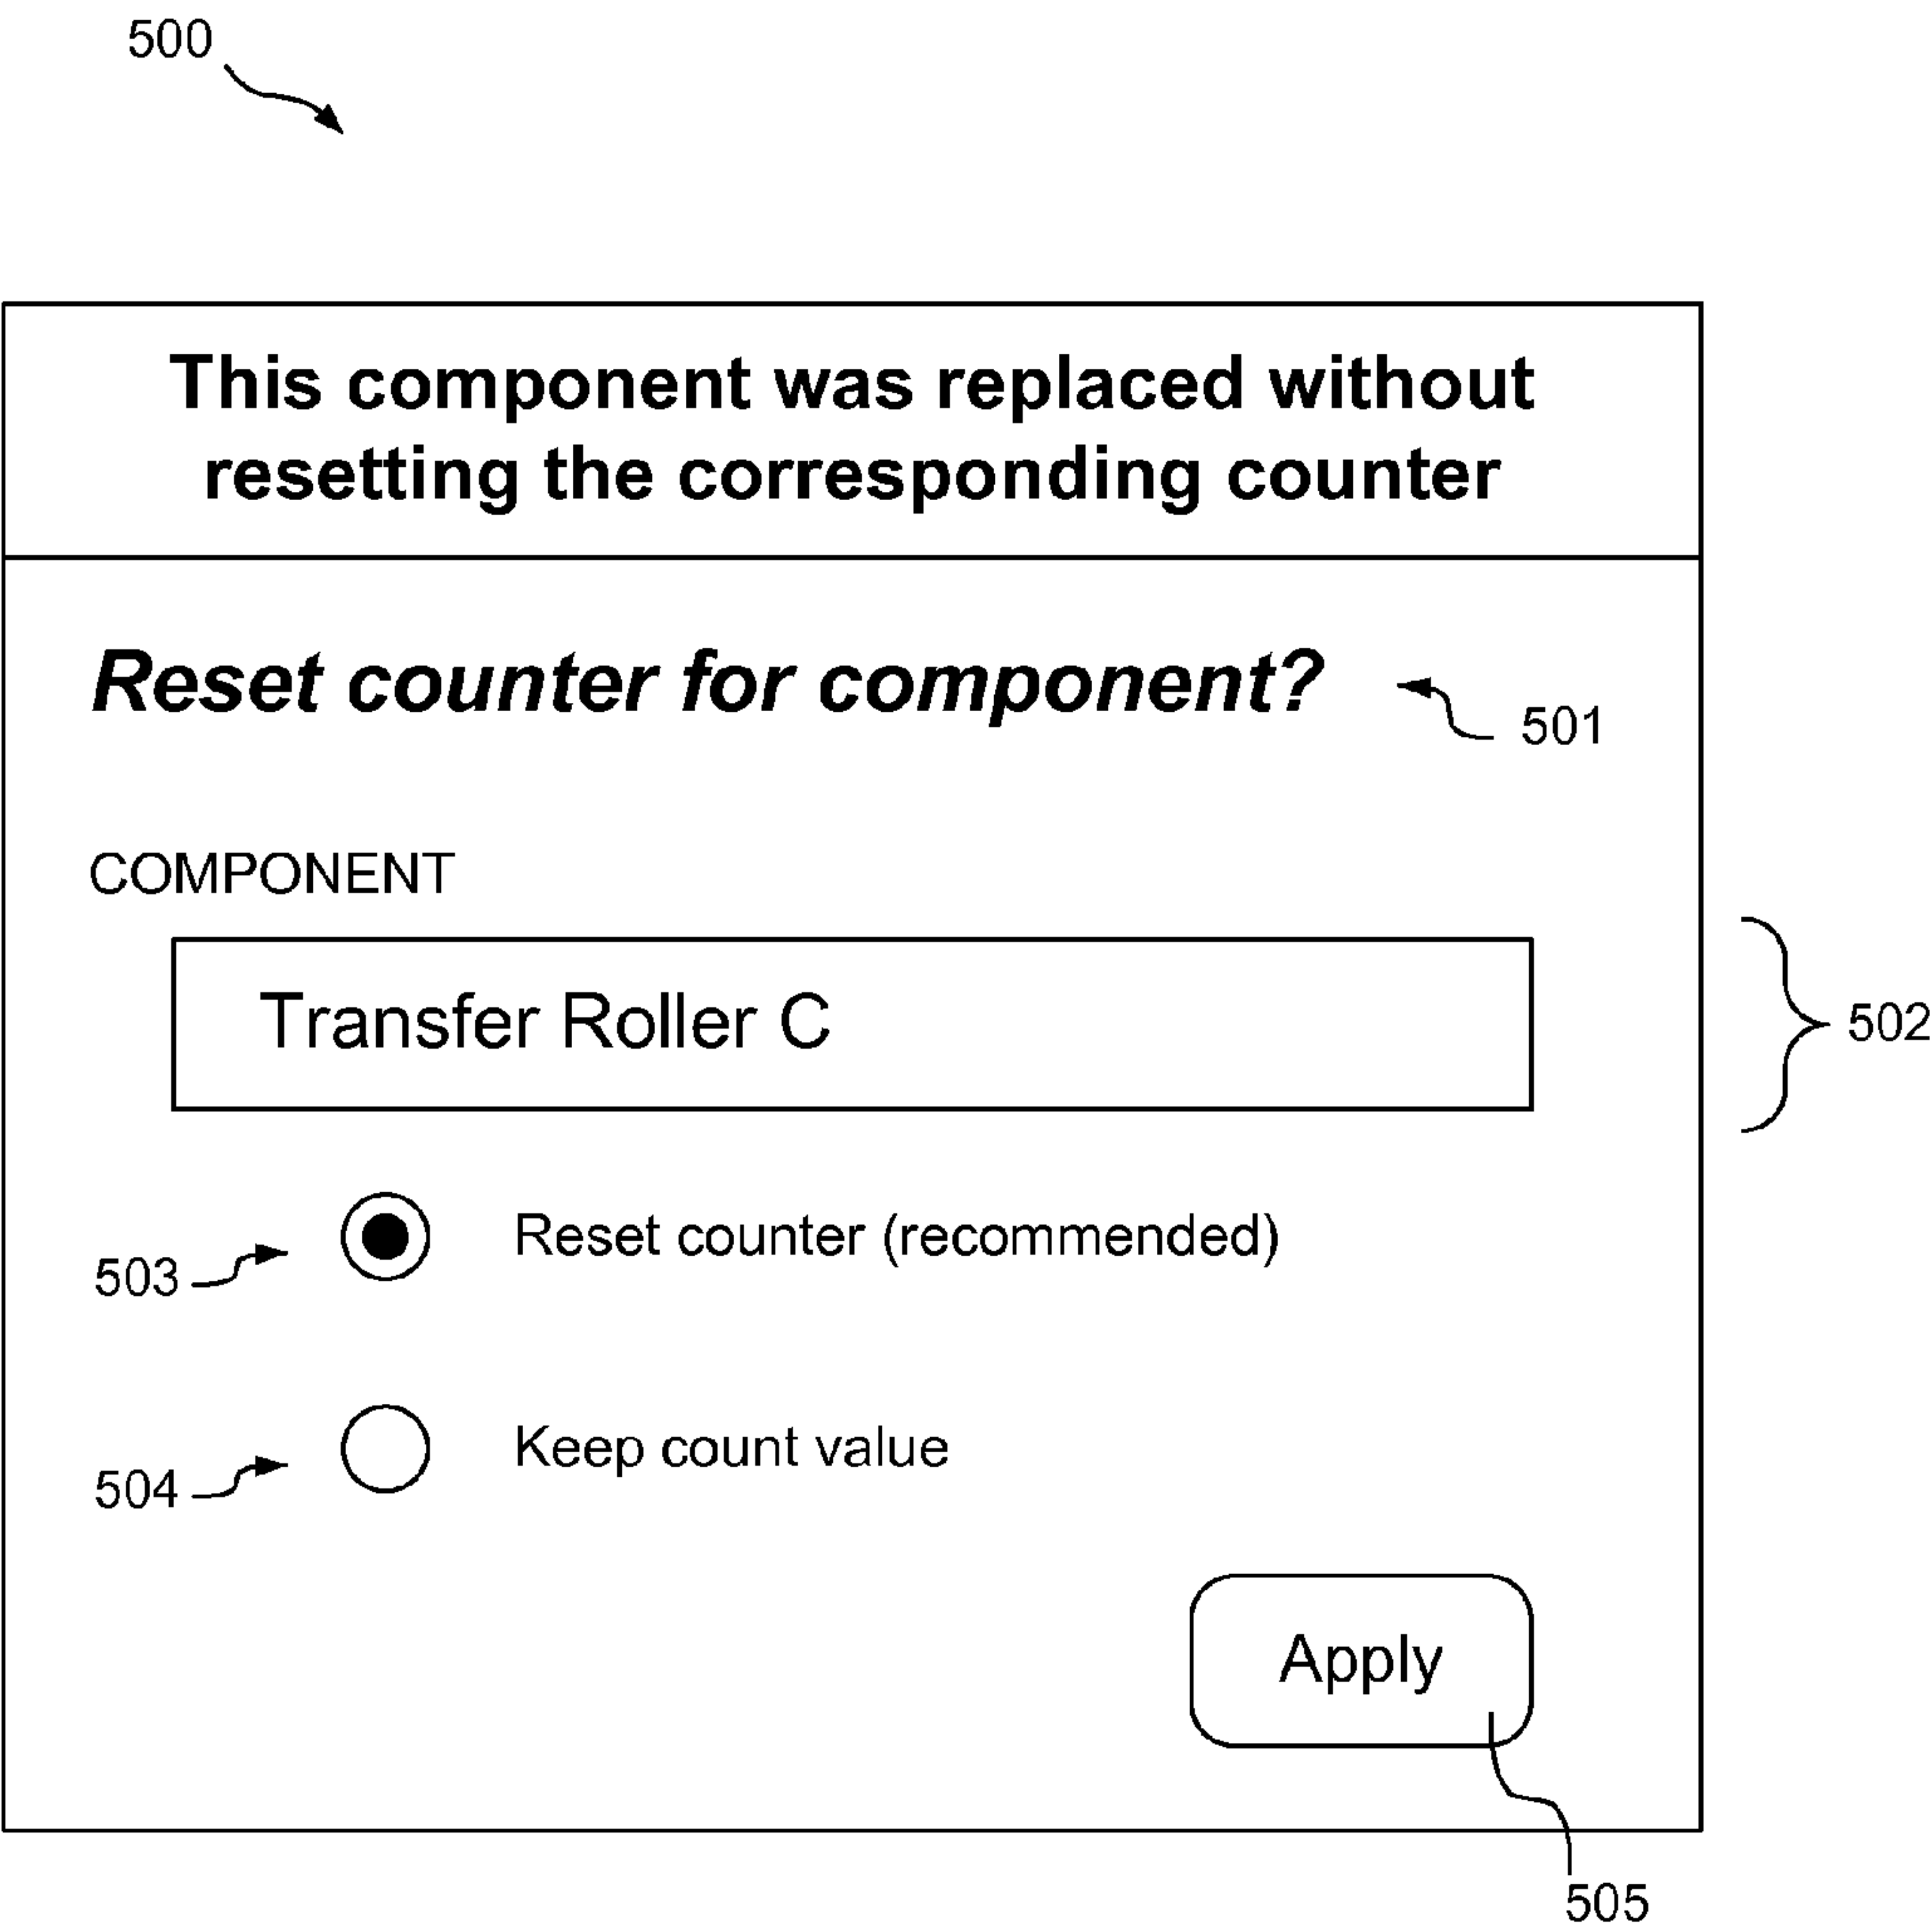 500
This component was replaced without
resetting the corresponding counter
Reset counter for component?
501
COMPONENT
Transfer Roller C
502
Reset counter (recommended)
503
Keep count value
504
Apply
505